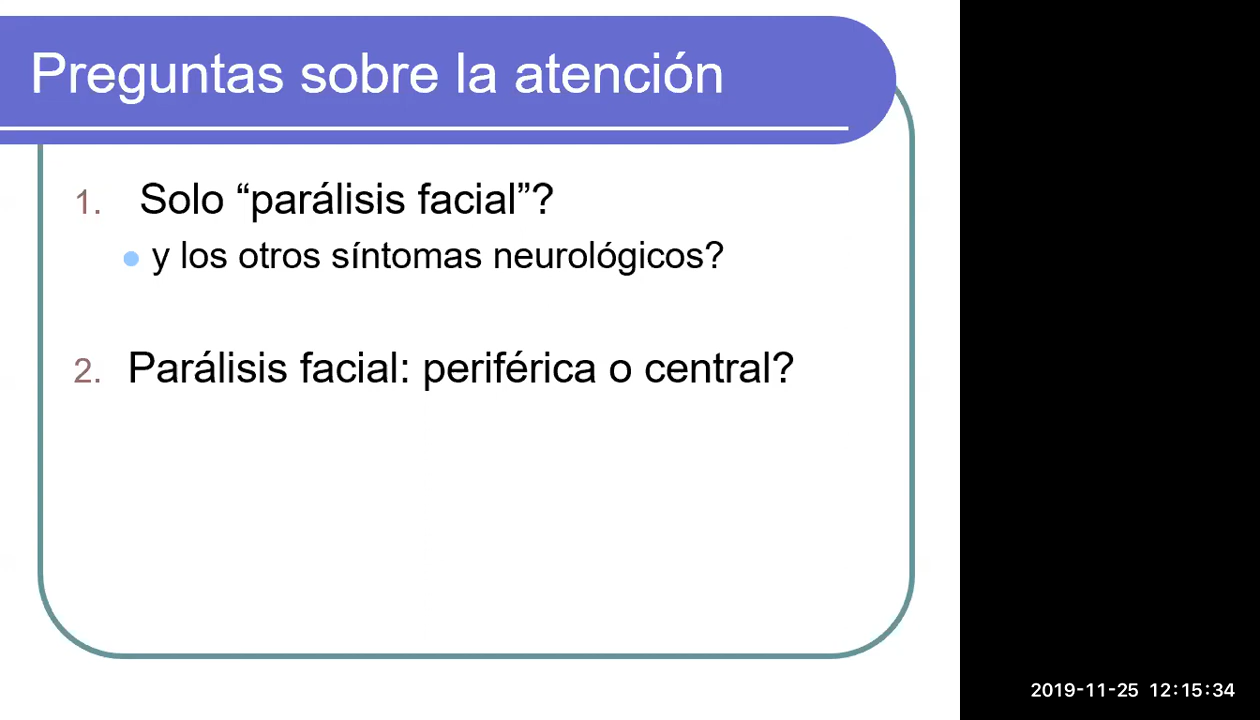 Preguntas sobre la atención
1. Solo “parálisis facial”?
● y los otros síntomas neurológicos?
2. Parálisis facial: periférica o central?
2019-11-25 12:15:34